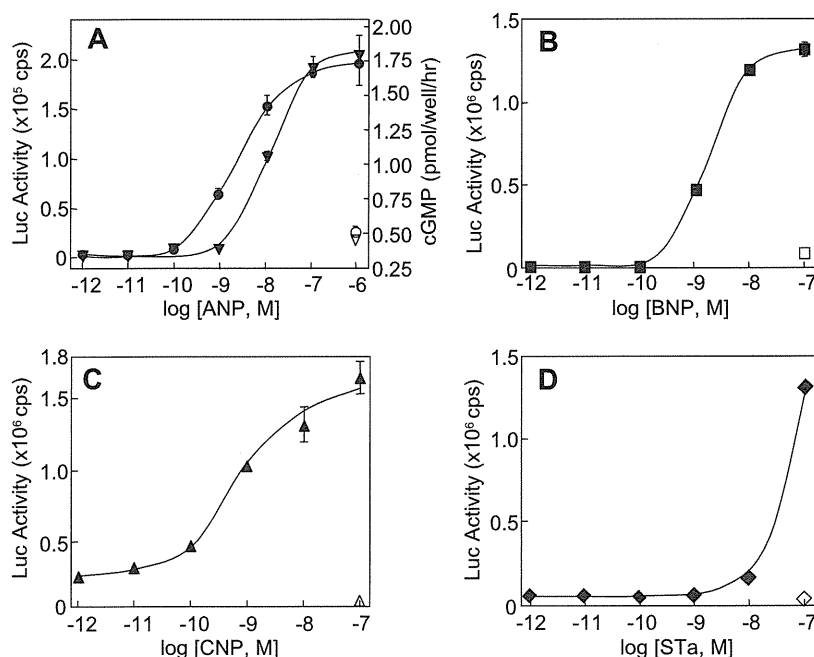 A
Luc Activity (x10⁵ cps)
2.0
1.5
1.0
0.5
0
cGMP (pmol/well/hr)
2.00
1.75
1.50
1.25
1.00
0.75
0.50
0.25
-12 -11 -10 -9 -8 -7 -6
log [ANP, M]
B
Luc Activity (x10⁶ cps)
1.5
1.0
0.5
0
-12 -11 -10 -9 -8 -7
log [BNP, M]
C
Luc Activity (x10⁶ cps)
1.8
1.5
1.0
0.5
0
-12 -11 -10 -9 -8 -7
log [CNP, M]
D
Luc Activity (x10⁶ cps)
1.5
1.0
0.5
0
-12 -11 -10 -9 -8 -7
log [STa, M]